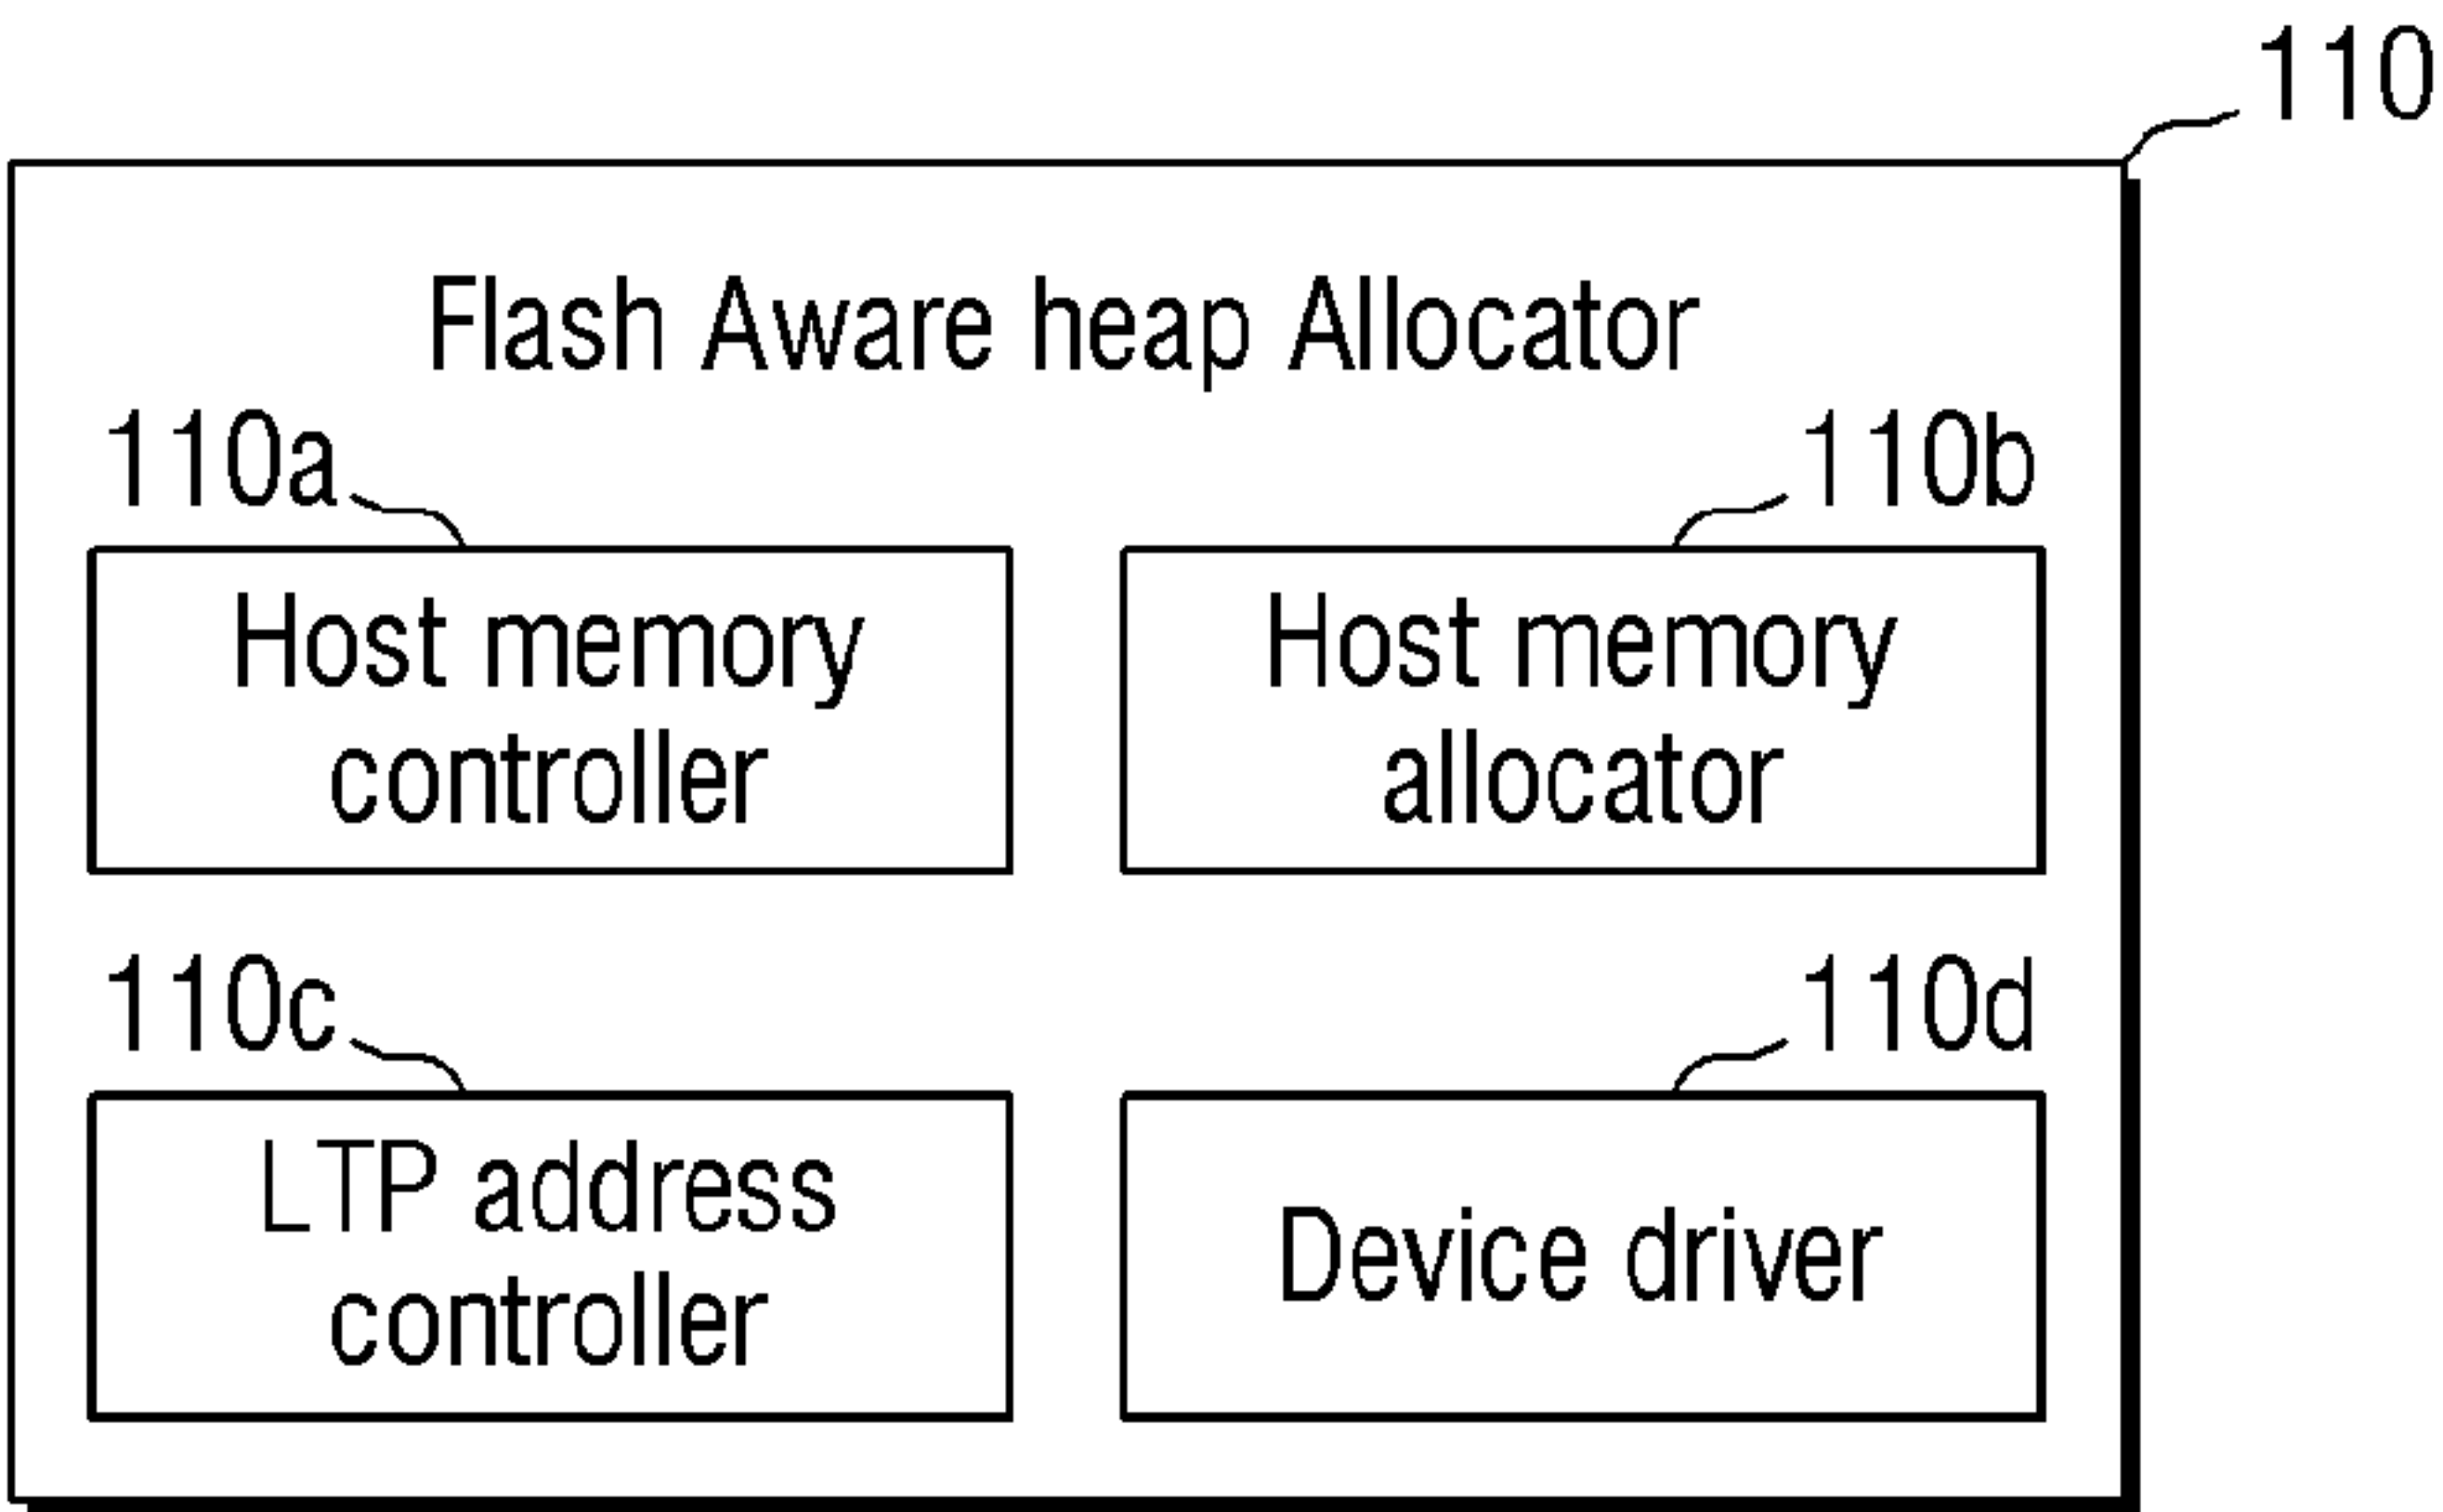 110
Flash Aware heap Allocator
110a
110b
Host memory
controller
Host memory
allocator
110c
110d
LTP address
controller
Device driver